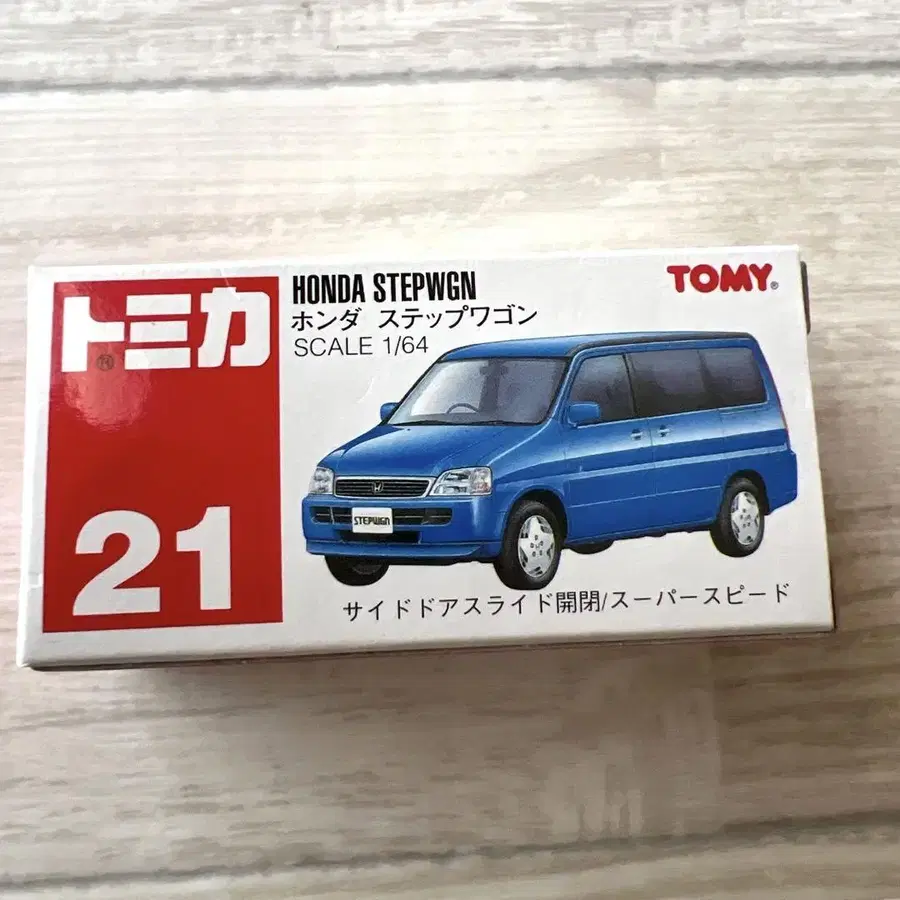 トミカ®
21
HONDA STEPWGN
ホンダ ステップワゴン
SCALE 1/64
TOMY®
STEPWGN
サイドドアスライド開閉/スーパースピード